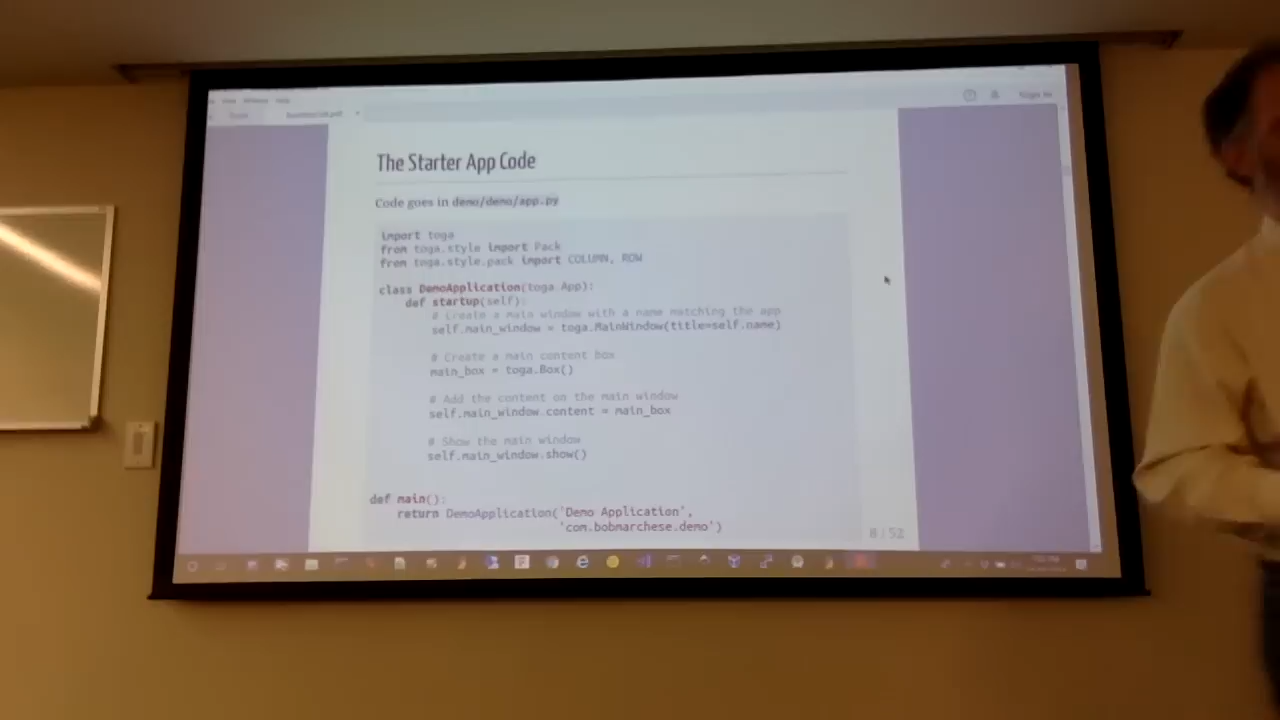 The Starter App Code
Code goes in demo/demo/app.py
import toga
from toga.style import Pack
from toga.style.pack import COLUMN, ROW
class DemoApplication(toga.App):
def startup(self):
# Create a main window with a name matching the app
self.main_window = toga.MainWindow(title=self.name)
# Create a main content box
main_box = toga.Box()
# Add the content on the main window
self.main_window.content = main_box
# Show the main window
self.main_window.show()
def main():
return DemoApplication('Demo Application',
'com.bobmarchese.demo')
8 / 52